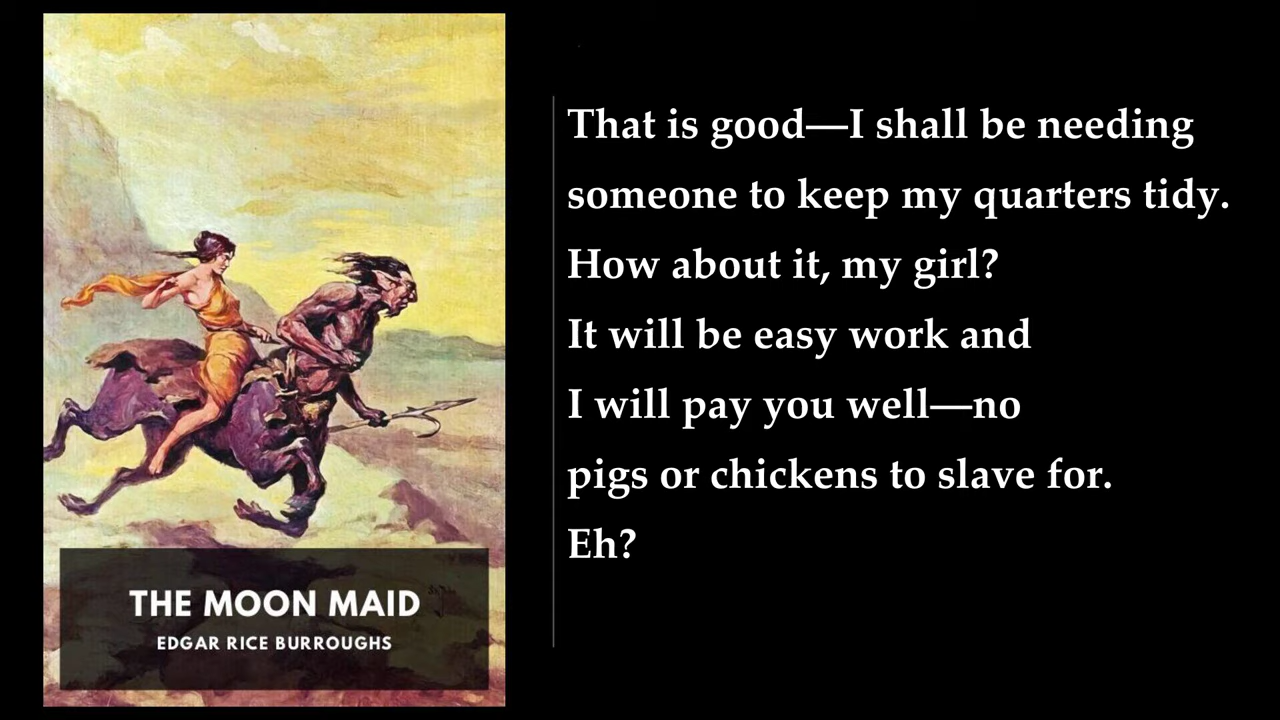 THE MOON MAID
EDGAR RICE BURROUGHS
That is good—I shall be needing
someone to keep my quarters tidy.
How about it, my girl?
It will be easy work and
I will pay you well—no
pigs or chickens to slave for.
Eh?